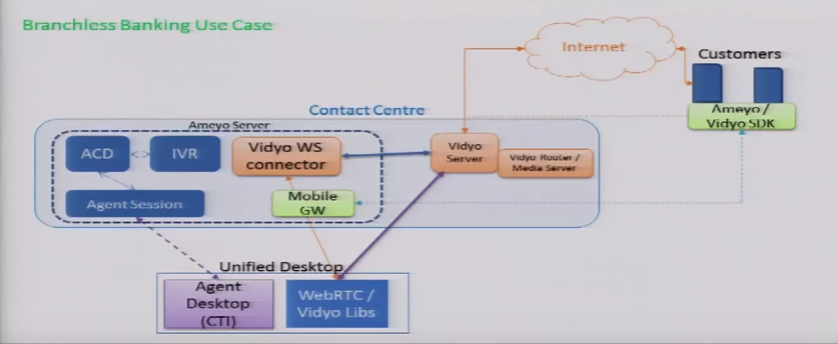 Branchless Banking Use Case
Internet
Customers
Ameyo /
Vidyo SDK
Contact Centre
Ameyo Server
ACD
IVR
Vidyo WS
connector
Vidyo
Server
Vidyo Router /
Media Server
Agent Session
Mobile
GW
Unified Desktop
Agent
Desktop
(CTI)
WebRTC /
Vidyo Libs